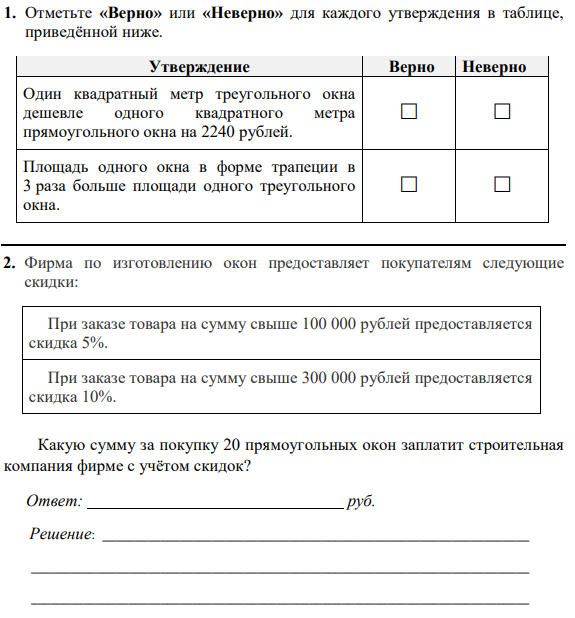 1. Отметьте «Верно» или «Неверно» для каждого утверждения в таблице,
приведённой ниже.
Утверждение Верно Неверно
Один квадратный метр треугольного окна
дешевле одного квадратного метра
прямоугольного окна на 2240 рублей.
Площадь одного окна в форме трапеции в
3 раза больше площади одного треугольного
окна.
2. Фирма по изготовлению окон предоставляет покупателям следующие
скидки:
При заказе товара на сумму свыше 100 000 рублей предоставляется
скидка 5%.
При заказе товара на сумму свыше 300 000 рублей предоставляется
скидка 10%.
Какую сумму за покупку 20 прямоугольных окон заплатит строительная
компания фирме с учётом скидок?
Ответ: руб.
Решение: